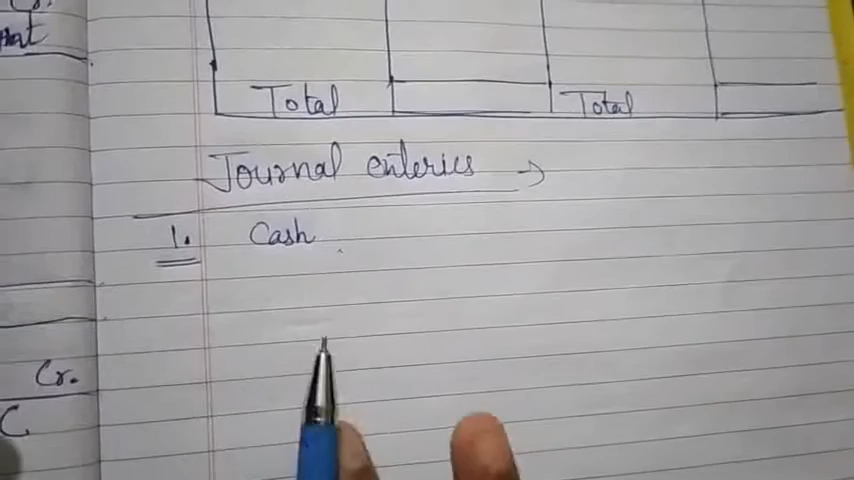 Total Total
Journal enteries →
1. Cash
Cr.